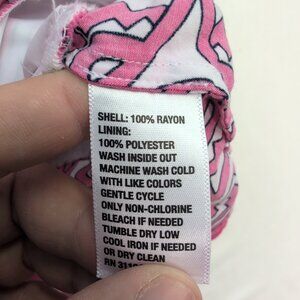 SHELL: 100% RAYON
LINING:
100% POLYESTER
WASH INSIDE OUT
MACHINE WASH COLD
WITH LIKE COLORS
GENTLE CYCLE
ONLY NON-CHLORINE
BLEACH IF NEEDED
TUMBLE DRY LOW
COOL IRON IF NEEDED
OR DRY CLEAN
RN